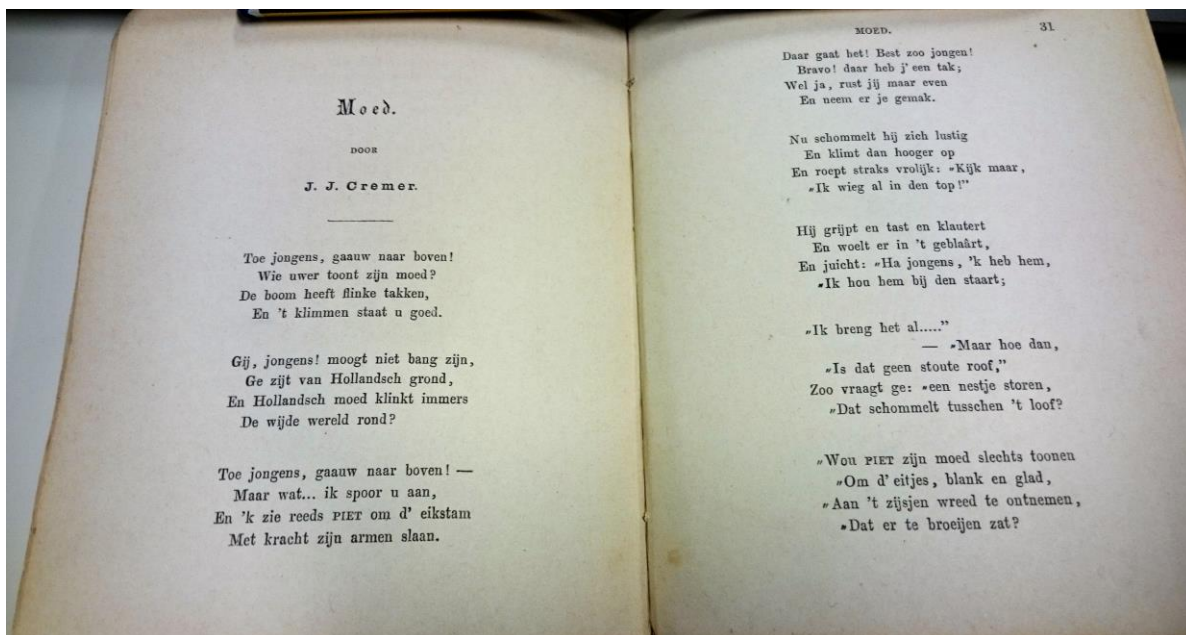 Moed.
DOOR
J. J. Cremer.
Toe jongens, gaauw naar boven!
Wie uwer toont zijn moed?
De boom heeft flinke takken,
En 't klimmen staat u goed.
Gij, jongens! moogt niet bang zijn,
Ge zijt van Hollandsch grond,
En Hollandsch moed klinkt immers
De wijde wereld rond?
Toe jongens, gaauw naar boven! —
Maar wat... ik spoor u aan,
En 'k zie reeds PIET om d' eikstam
Met kracht zijn armen slaan.
MOED. 31
Daar gaat het! Best zoo jongen!
Bravo! daar heb j' een tak;
Wel ja, rust jij maar even
En neem er je gemak.
Nu schommelt hij zich lustig
En klimt dan hooger op
En roept straks vrolijk: „Kijk maar,
„Ik wieg al in den top!”
Hij grijpt en tast en klautert
En woelt er in 't geblaârt,
En juicht: „Ha jongens, 'k heb hem,
„Ik hou hem bij den staart;
„Ik breng het al.....”
— „Maar hoe dan,
„Is dat geen stoute roof,”
Zoo vraagt ge: „een nestje storen,
„Dat schommelt tusschen 't loof?
„Wou PIET zijn moed slechts toonen
„Om d' eitjes, blank en glad,
„Aan 't zijsjen wreed te ontnemen,
„Dat er te broeijen zat?